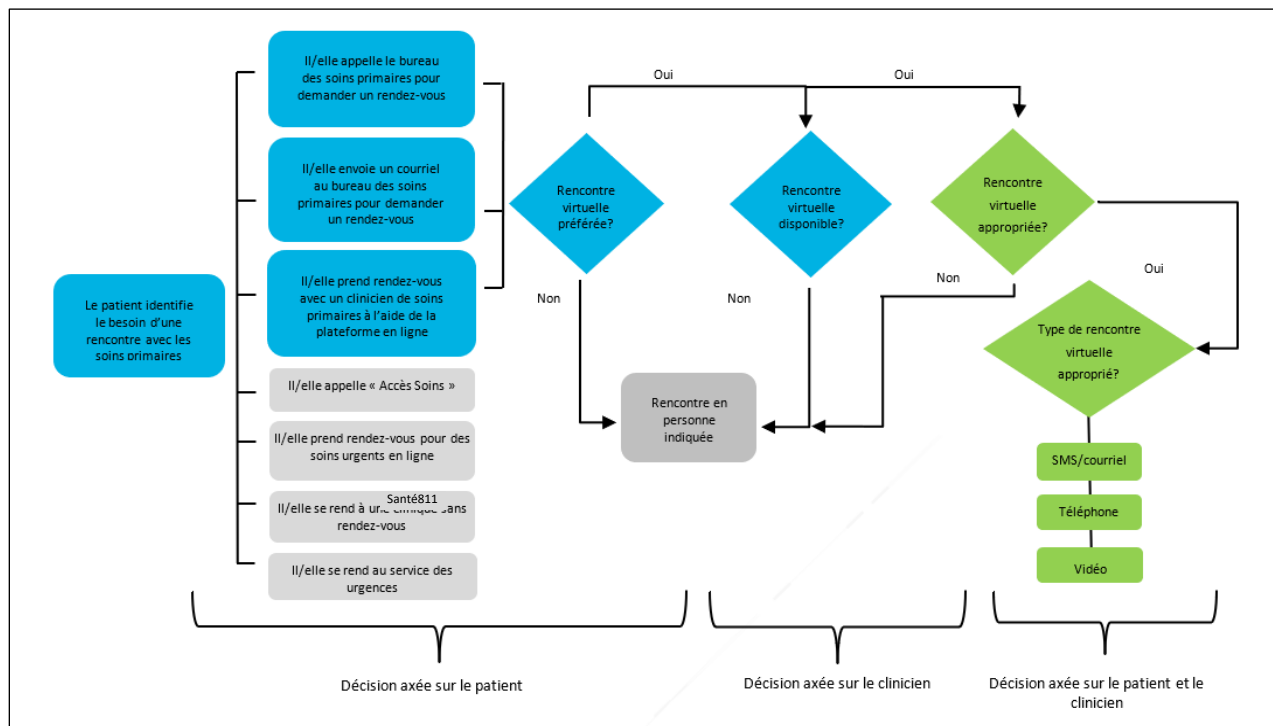 Il/elle appelle le bureau
des soins primaires pour
demander un rendez-vous
Il/elle envoie un courriel
au bureau des soins
primaires pour demander
un rendez-vous
Il/elle prend rendez-vous
avec un clinicien de soins
primaires à l'aide de la
plateforme en ligne
Le patient identifie
le besoin d'une
rencontre avec les
soins primaires
Il/elle appelle « Accès Soins »
Il/elle prend rendez-vous pour des
soins urgents en ligne
Santé811
Il/elle se rend à une clinique sans
rendez-vous
Il/elle se rend au service des
urgences
Oui
Oui
Rencontre
virtuelle
préférée?
Rencontre
virtuelle
disponible?
Rencontre
virtuelle
appropriée?
Non
Non
Non
Oui
Rencontre en
personne
indiquée
Type de rencontre
virtuelle
approprié?
SMS/courriel
Téléphone
Vidéo
Décision axée sur le patient
Décision axée sur le clinicien
Décision axée sur le patient et le
clinicien